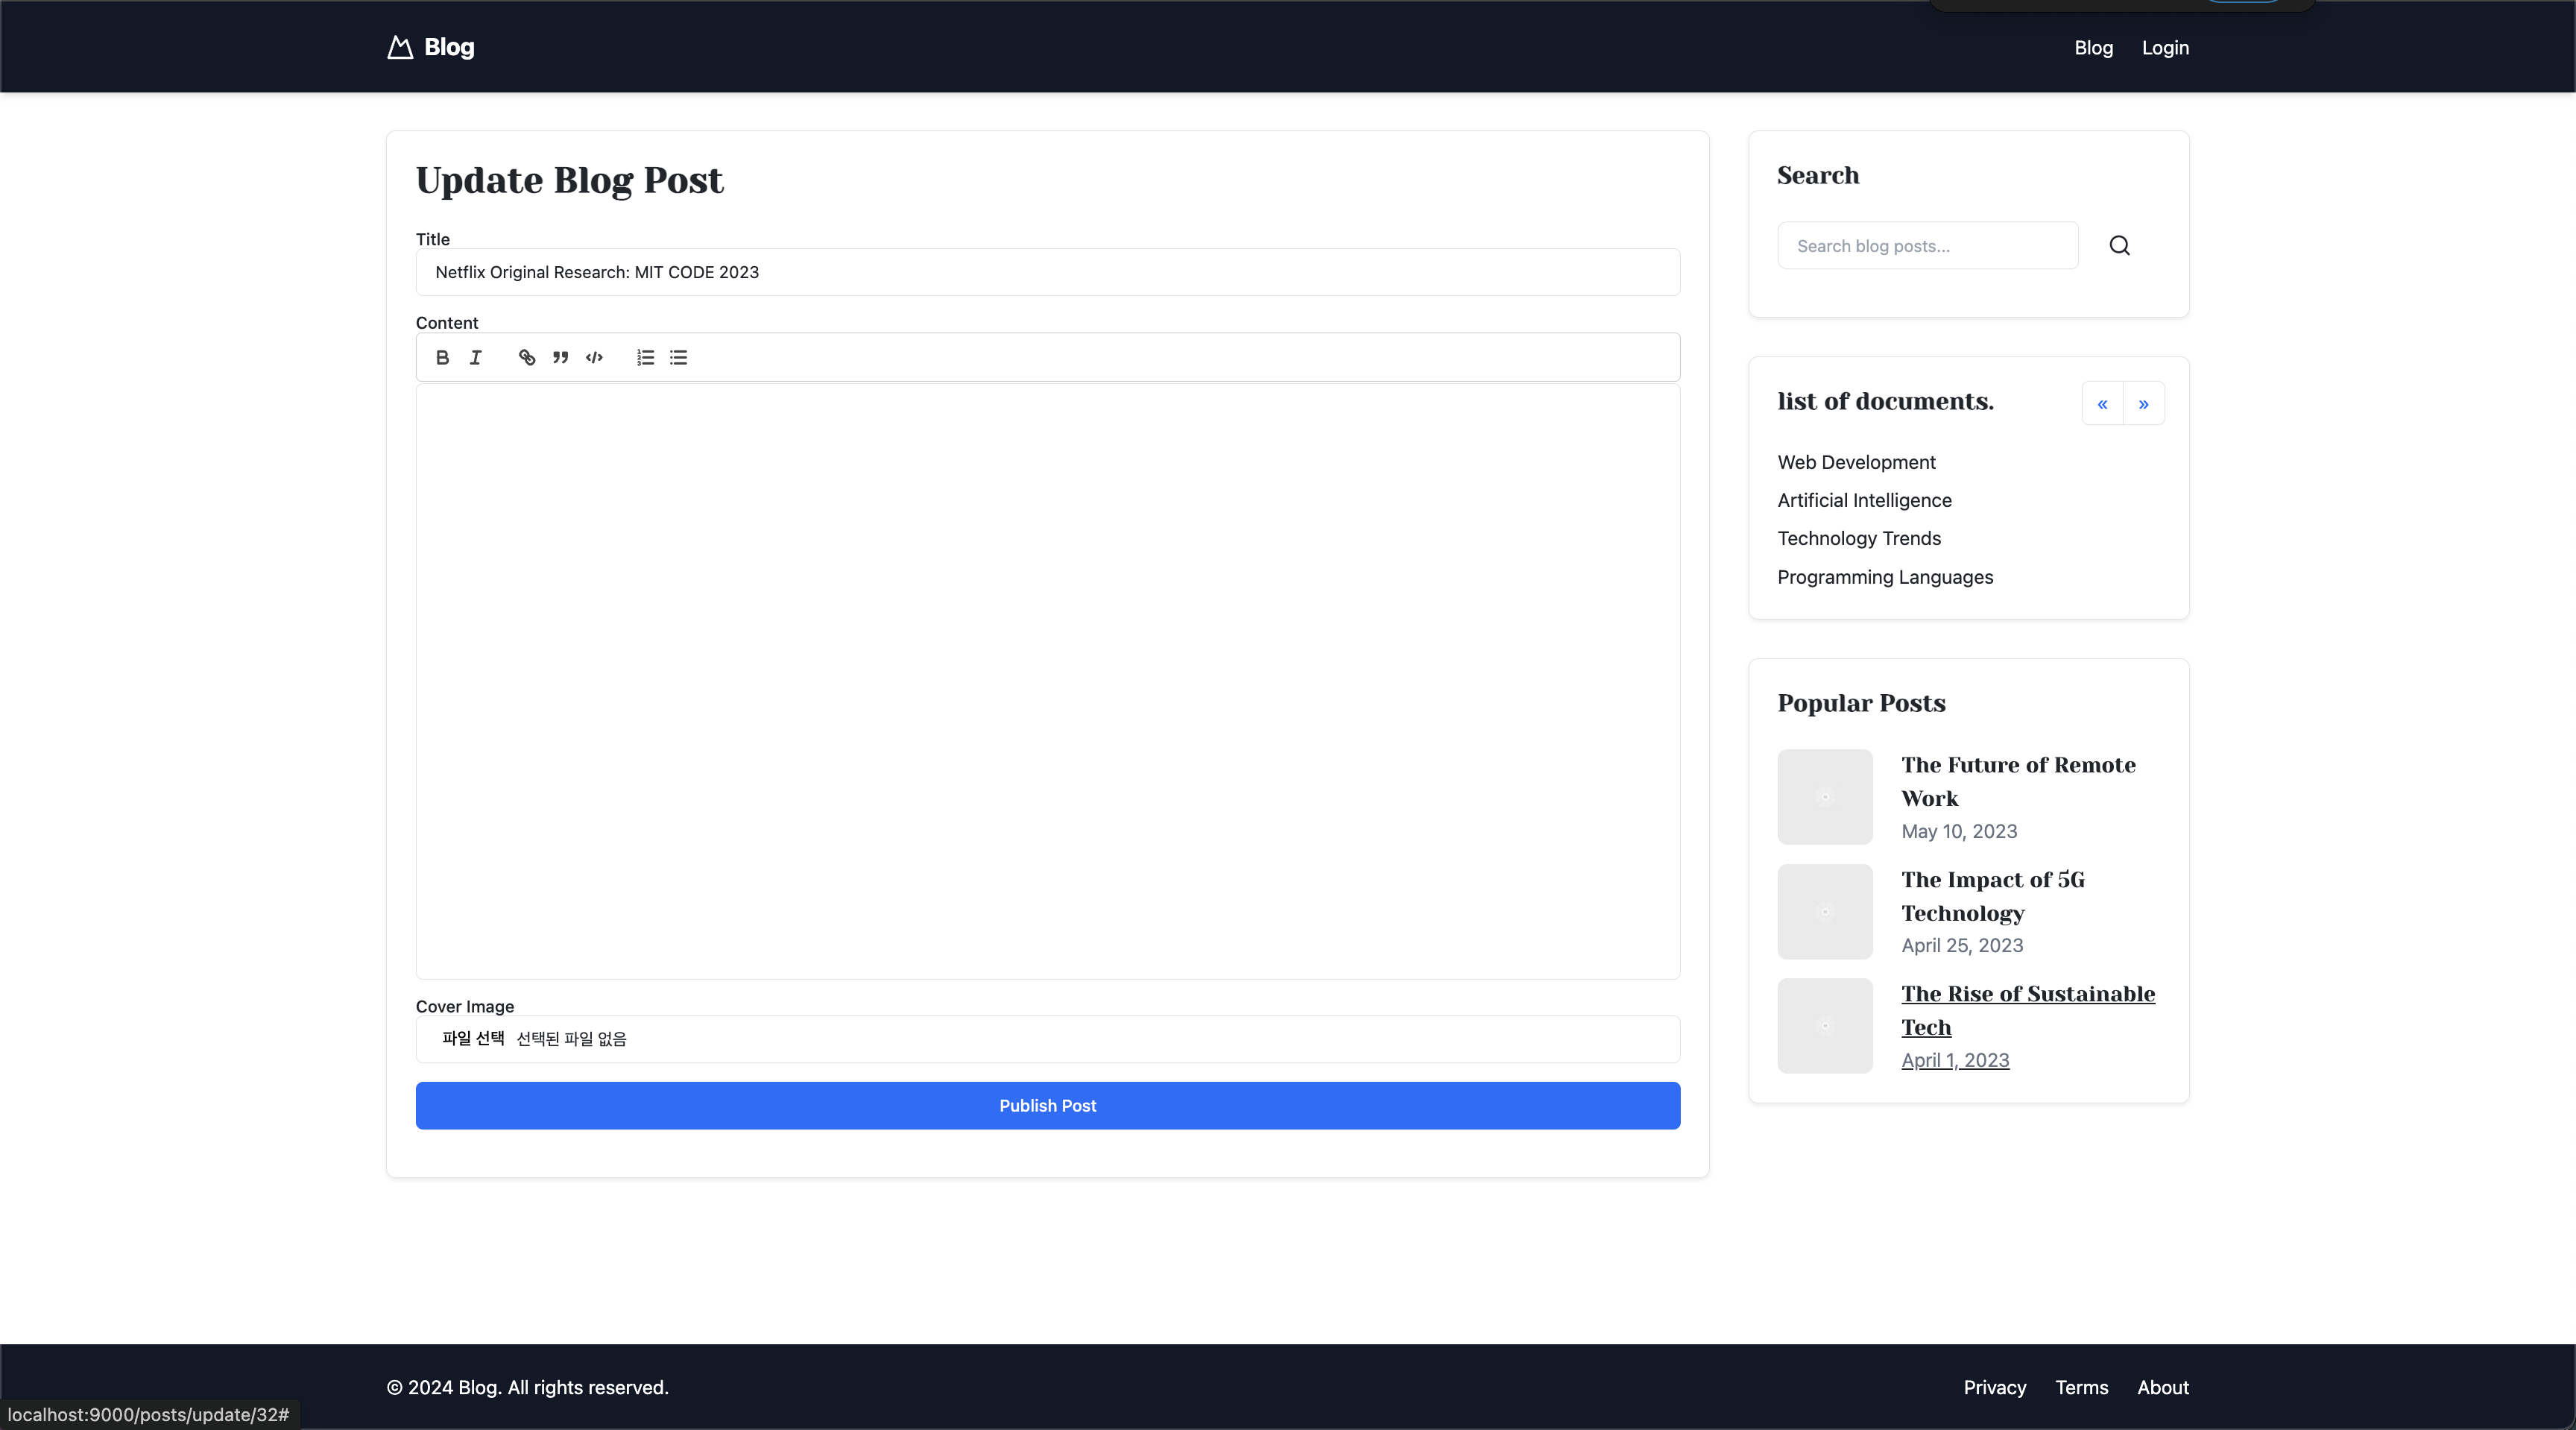 Blog
Blog
Login
Update Blog Post
Title
Netflix Original Research: MIT CODE 2023
Content
Cover Image
파일 선택 선택된 파일 없음
Publish Post
Search
Search blog posts...
list of documents.
« »
Web Development
Artificial Intelligence
Technology Trends
Programming Languages
Popular Posts
The Future of Remote
Work
May 10, 2023
The Impact of 5G
Technology
April 25, 2023
The Rise of Sustainable
Tech
April 1, 2023
© 2024 Blog. All rights reserved.
Privacy
Terms
About
localhost:9000/posts/update/32#